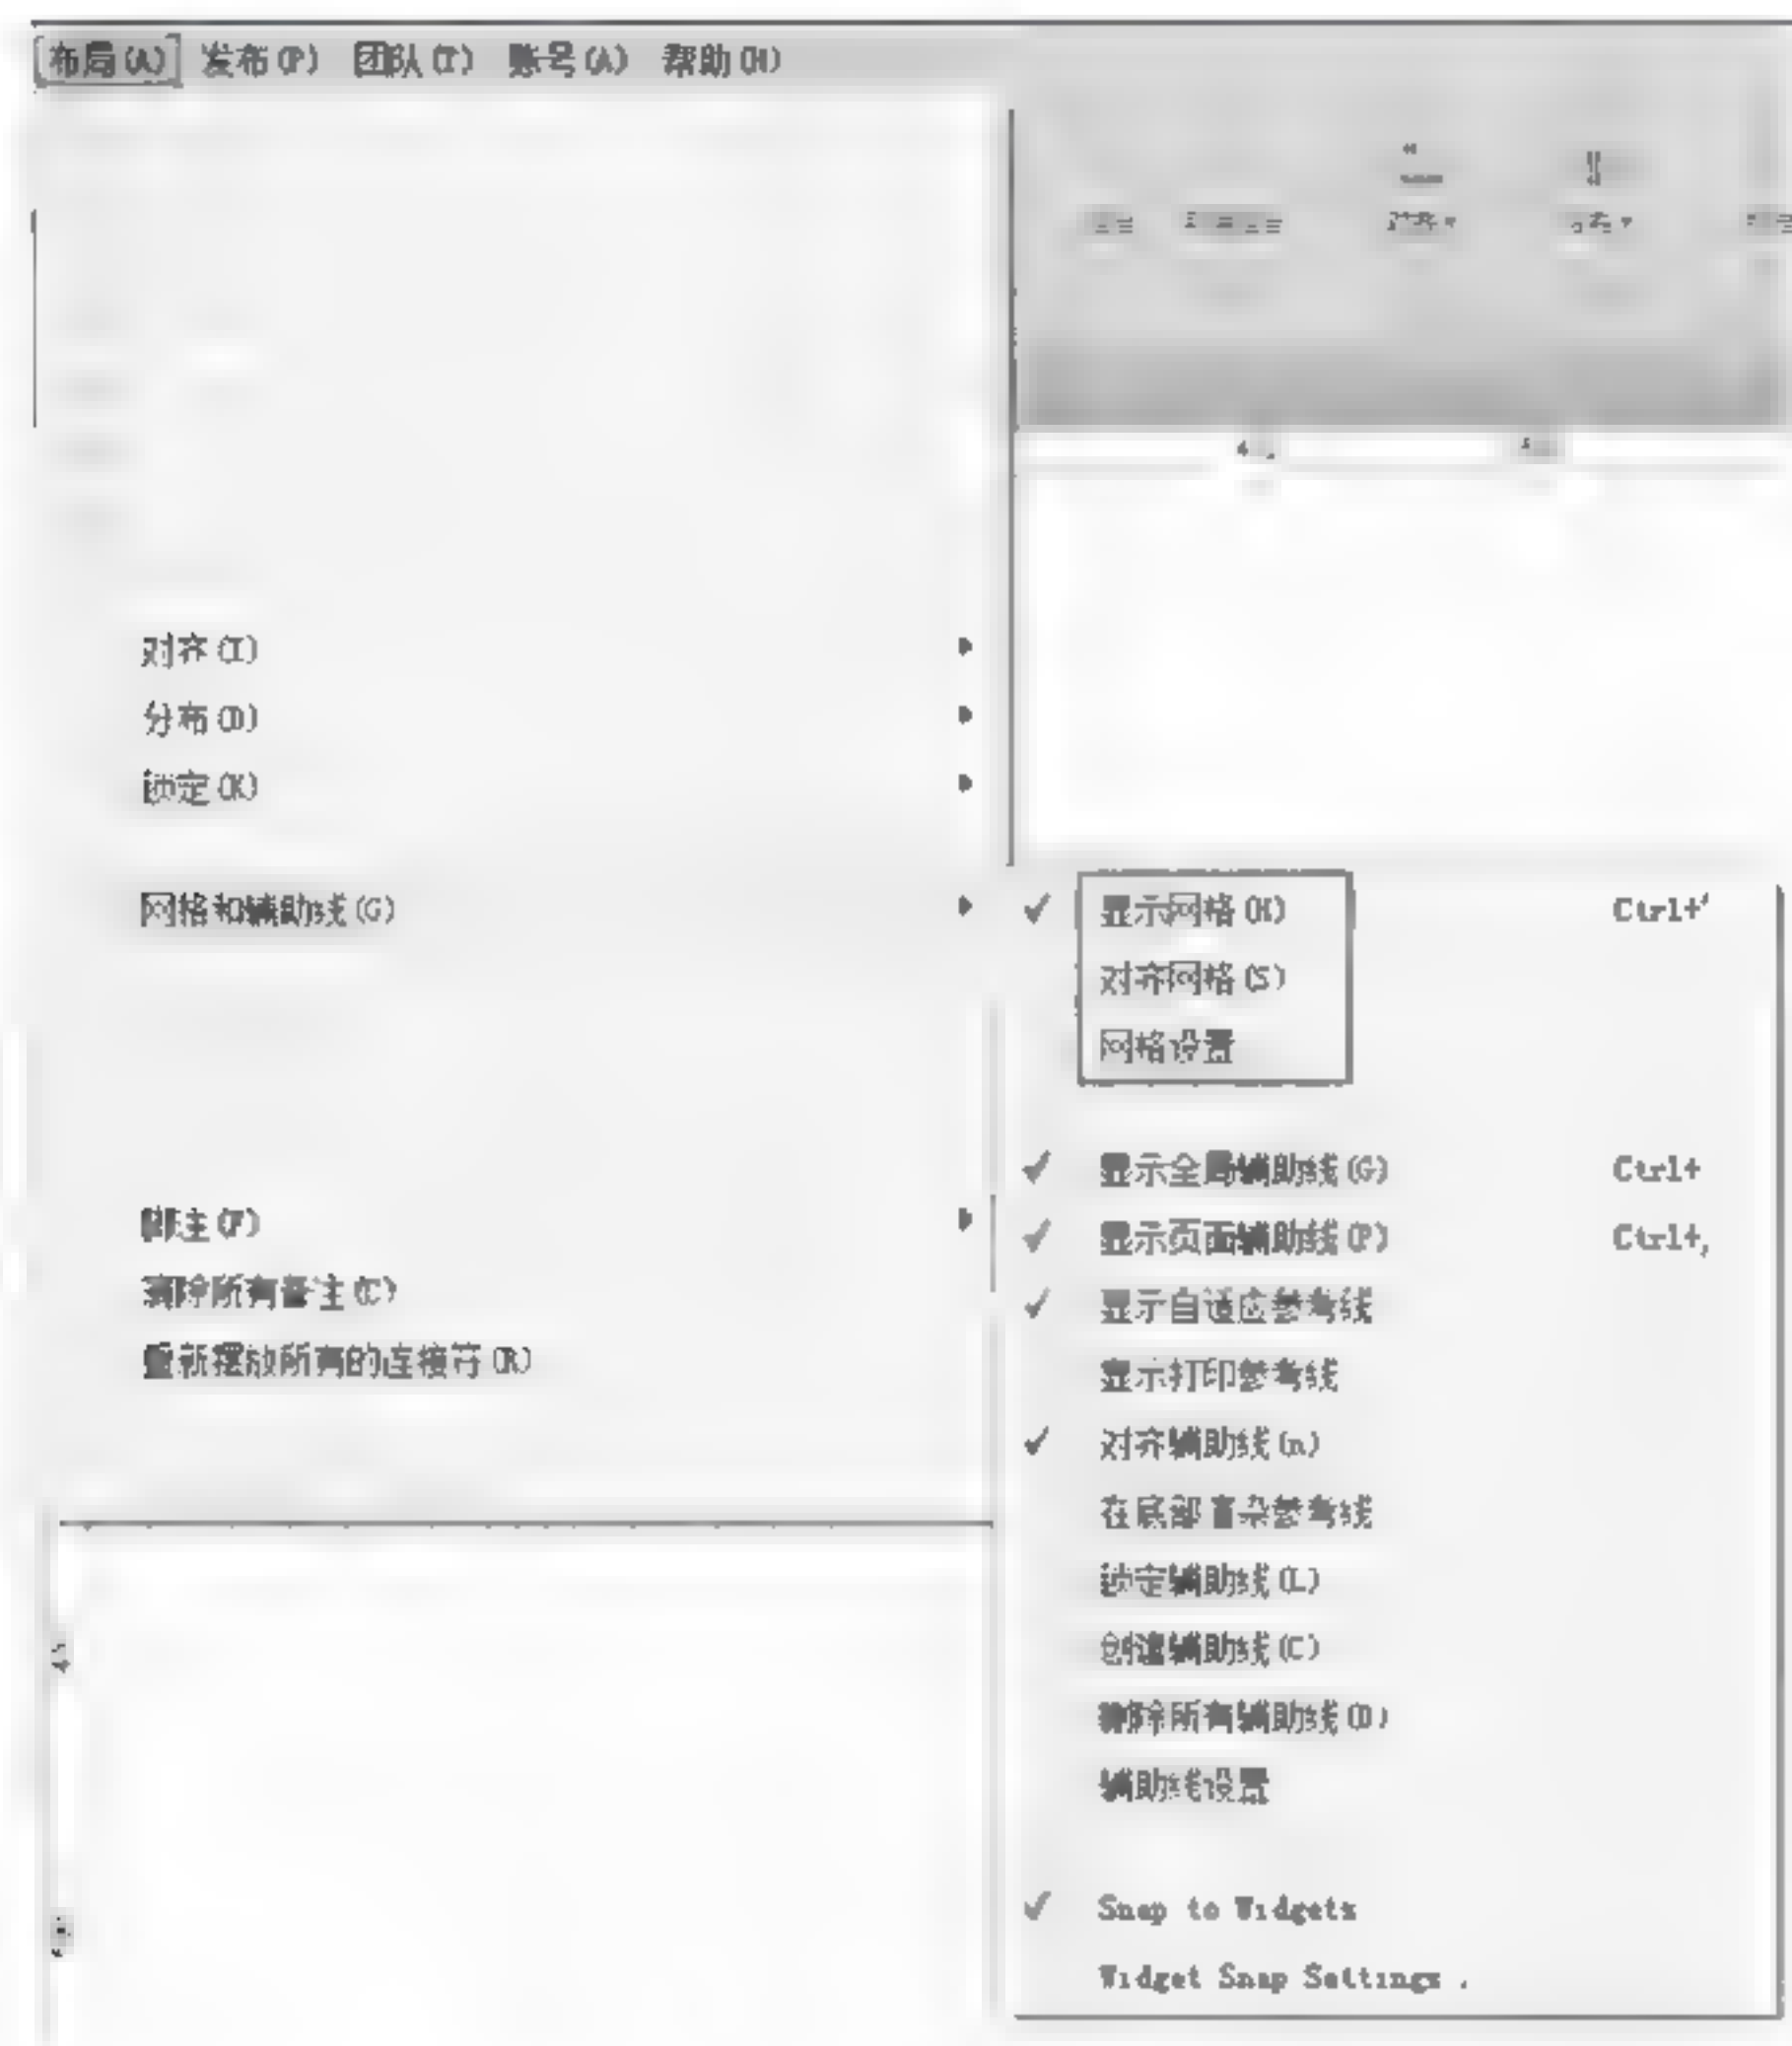 布局(A) 发布(P) 团队(T) 账号(A) 帮助(H)
对齐(I)
分布(D)
锁定(K)
网格和辅助线(G)
显示网格(H) Ctrl+'
对齐网格(S)
网格设置
显示全局辅助线(G) Ctrl+
显示页面辅助线(P) Ctrl+,
显示自适应参考线
显示打印参考线
对齐辅助线(n)
在底部 参考线
锁定辅助线(L)
创建辅助线(C)
删除所有辅助线(D)
辅助线设置
Snap to Widgets
Widget Snap Settings .
脚注(F)
清除所有备注(C)
重新摆放所有的连接符(R)